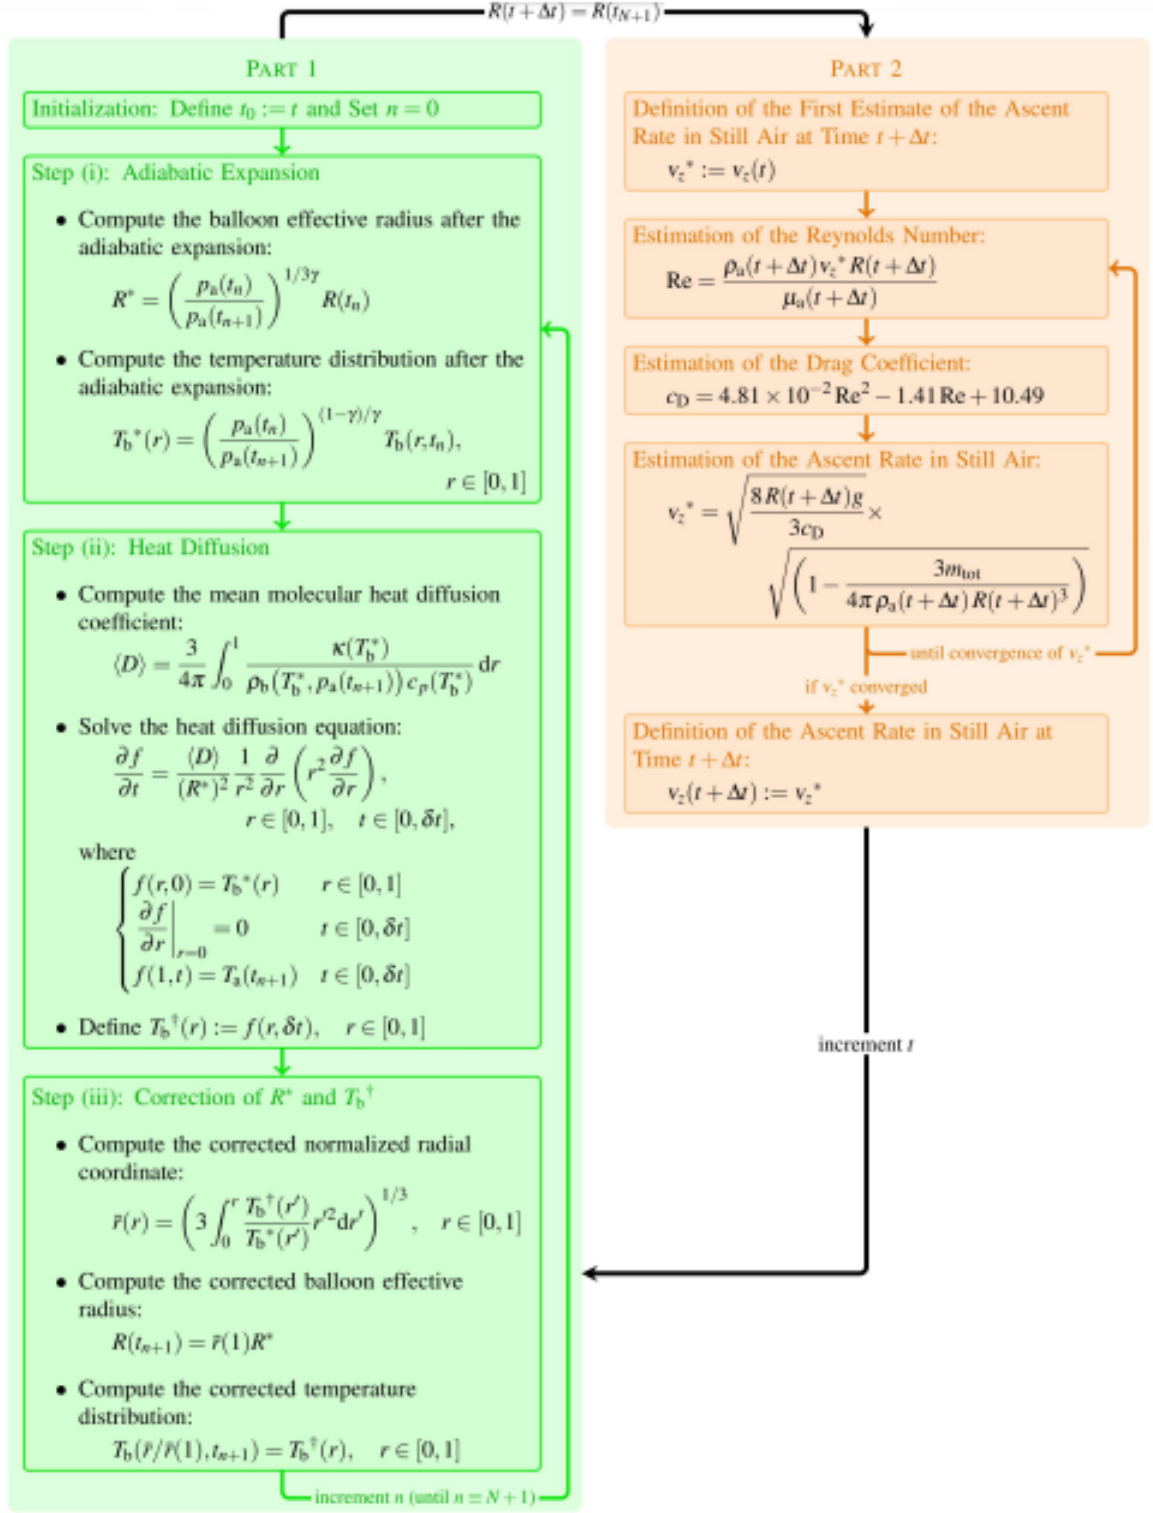 R(t + Δt) = R(t_{N+1})
PART 1
Initialization: Define t_0 := t and Set n = 0
Step (i): Adiabatic Expansion
• Compute the balloon effective radius after the
adiabatic expansion:
R* = ( p_a(t_n) / p_a(t_{n+1}) )^{1/3γ} R(t_n)
• Compute the temperature distribution after the
adiabatic expansion:
T_b*(r) = ( p_a(t_n) / p_a(t_{n+1}) )^{(1−γ)/γ} T_b(r,t_n),
r ∈ [0,1]
Step (ii): Heat Diffusion
• Compute the mean molecular heat diffusion
coefficient:
⟨D⟩ = 3/4π ∫_0^1 κ(T_b*) / ρ_b(T_b*, p_a(t_{n+1})) c_p(T_b*) dr
• Solve the heat diffusion equation:
∂f/∂t = ⟨D⟩/(R*)^2 1/r^2 ∂/∂r ( r^2 ∂f/∂r ),
r ∈ [0,1], t ∈ [0,δt],
where
f(r,0) = T_b*(r) r ∈ [0,1]
∂f/∂r |_{r=0} = 0 t ∈ [0,δt]
f(1,t) = T_a(t_{n+1}) t ∈ [0,δt]
• Define T_b†(r) := f(r,δt), r ∈ [0,1]
Step (iii): Correction of R* and T_b†
• Compute the corrected normalized radial
coordinate:
r̄(r) = ( 3 ∫_0^r T_b†(r′) / T_b*(r′) r′^2 dr′ )^{1/3}, r ∈ [0,1]
• Compute the corrected balloon effective
radius:
R(t_{n+1}) = r̄(1)R*
• Compute the corrected temperature
distribution:
T_b(r̄/r̄(1),t_{n+1}) = T_b†(r), r ∈ [0,1]
increment n (until n = N + 1)
PART 2
Definition of the First Estimate of the Ascent
Rate in Still Air at Time t + Δt:
v_z* := v_z(t)
Estimation of the Reynolds Number:
Re = ρ_a(t + Δt) v_z* R(t + Δt) / μ_a(t + Δt)
Estimation of the Drag Coefficient:
c_D = 4.81 × 10^{−2} Re^2 − 1.41 Re + 10.49
Estimation of the Ascent Rate in Still Air:
v_z* = √( 8R(t + Δt)g / 3c_D ) ×
√( ( 1 − 3m_tot / 4πρ_a(t + Δt)R(t + Δt)^3 ) )
until convergence of v_z*
if v_z* converged
Definition of the Ascent Rate in Still Air at
Time t + Δt:
v_z(t + Δt) := v_z*
increment t